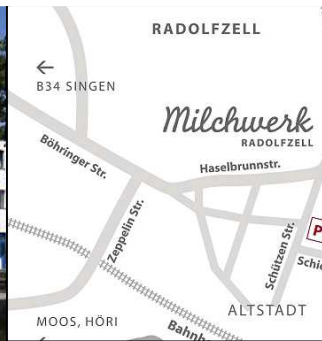 RADOLFZELL
←
B34 SINGEN
Milchwerk
RADOLFZELL
Böhringer Str.
Haselbrunnstr.
Zeppelin Str.
Schützen Str.
P
ALTSTADT
MOOS, HÖRI